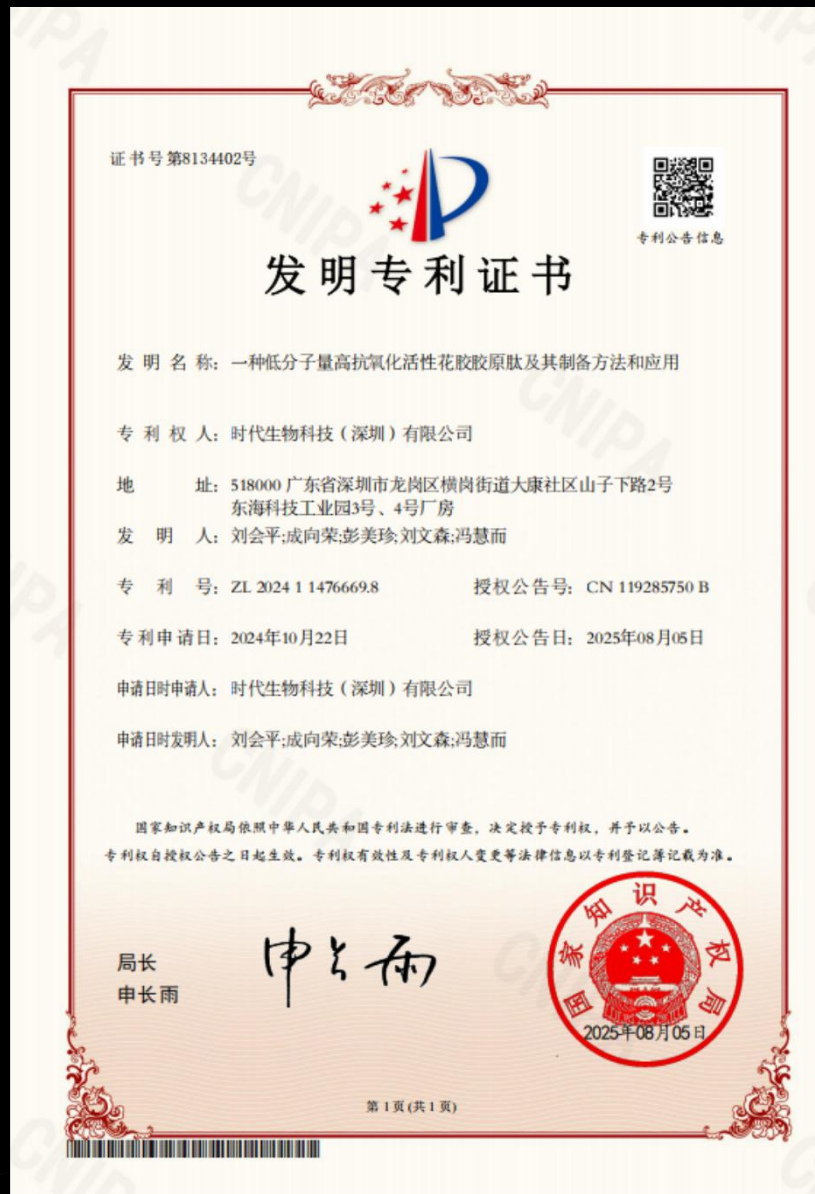 证书号第8134402号
专利公告信息
发明专利证书
发明名称：一种低分子量高抗氧化活性花胶胶原肽及其制备方法和应用
专利权人：时代生物科技（深圳）有限公司
地址：518000 广东省深圳市龙岗区横岗街道大康社区山子下路2号
东海科技工业园3号、4号厂房
发明人：刘会平;成向荣;彭美珍;刘文森;冯慧而
专利号：ZL 2024 1 1476669.8 授权公告号：CN 119285750 B
专利申请日：2024年10月22日 授权公告日：2025年08月05日
申请日时申请人：时代生物科技（深圳）有限公司
申请日时发明人：刘会平;成向荣;彭美珍;刘文森;冯慧而
国家知识产权局依照中华人民共和国专利法进行审查，决定授予专利权，并予以公告。
专利权自授权公告之日起生效。专利权有效性及专利权人变更等法律信息以专利登记簿记载为准。
局长
申长雨
申长雨
国家知识产权局
2025年08月05日
第1页(共1页)
CNIPA
CNIPA
CNIPA
CNIPA
CNIPA